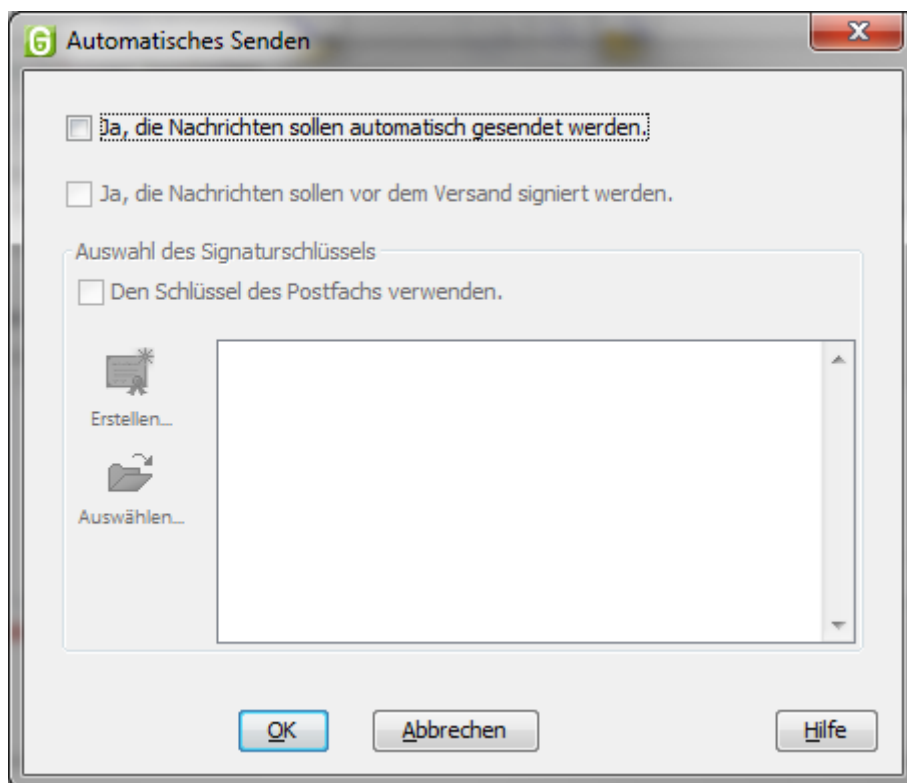 Automatisches Senden
Ja, die Nachrichten sollen automatisch gesendet werden.
Ja, die Nachrichten sollen vor dem Versand signiert werden.
Auswahl des Signaturschlüssels
Den Schlüssel des Postfachs verwenden.
Erstellen...
Auswählen...
OK
Abbrechen
Hilfe